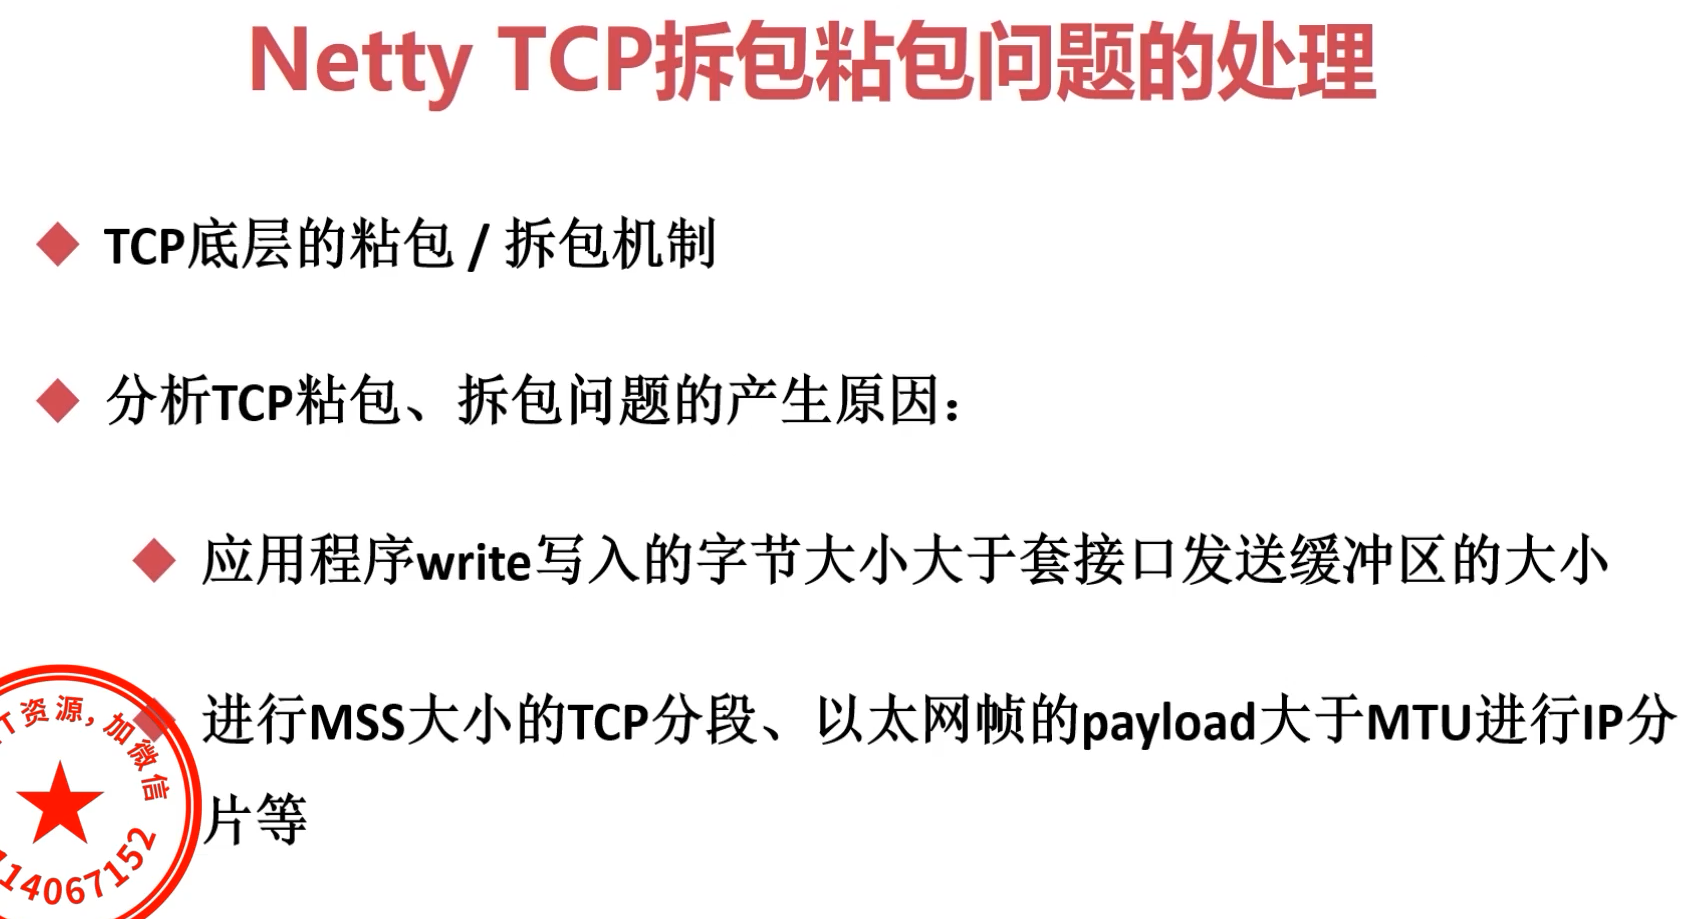 Netty TCP拆包粘包问题的处理
TCP底层的粘包 / 拆包机制
分析TCP粘包、拆包问题的产生原因：
应用程序write写入的字节大小大于套接口发送缓冲区的大小
进行MSS大小的TCP分段、以太网帧的payload大于MTU进行IP分
片等
T资源,加微信
114067152